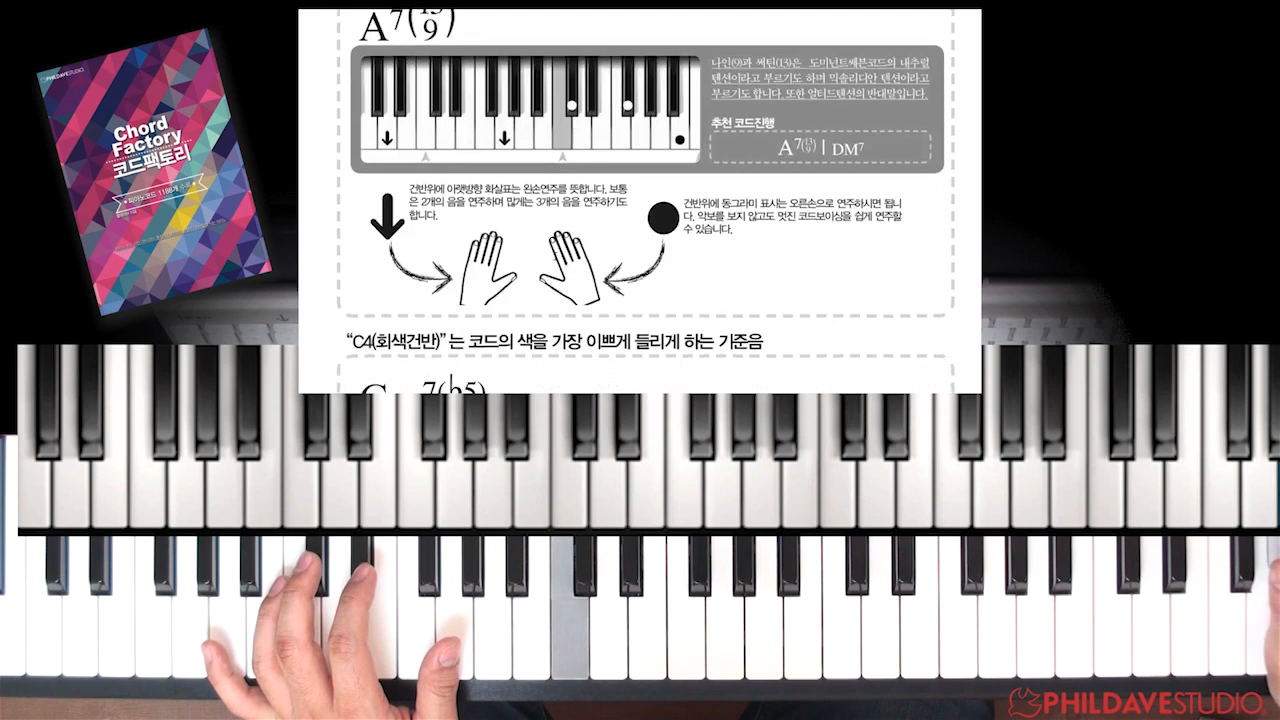 PHILDAVESTUDIO
Chord
Factory
코드팩토리
A7(13 9)
나인(9)과 써틴(13)은 도미넌트쎄븐코드의 내추럴
텐션이라고 부르기도 하며 믹솔리디안 텐션이라고
부르기도 합니다. 또한 얼터드텐션의 반대말입니다.
추천 코드진행
A7(13 9) | DM7
건반위에 아랫방향 화살표는 왼손연주를 뜻합니다. 보통
은 2개의 음을 연주하며 많게는 3개의 음을 연주하기도
합니다.
건반위에 동그라미 표시는 오른손으로 연주하시면 됩니
다. 악보를 보지 않고도 멋진 코드보이싱을 쉽게 연주할
수 있습니다.
“C4(회색건반)” 는 코드의 색을 가장 이쁘게 들리게 하는 기준음
7(b5)
PHILDAVESTUDIO